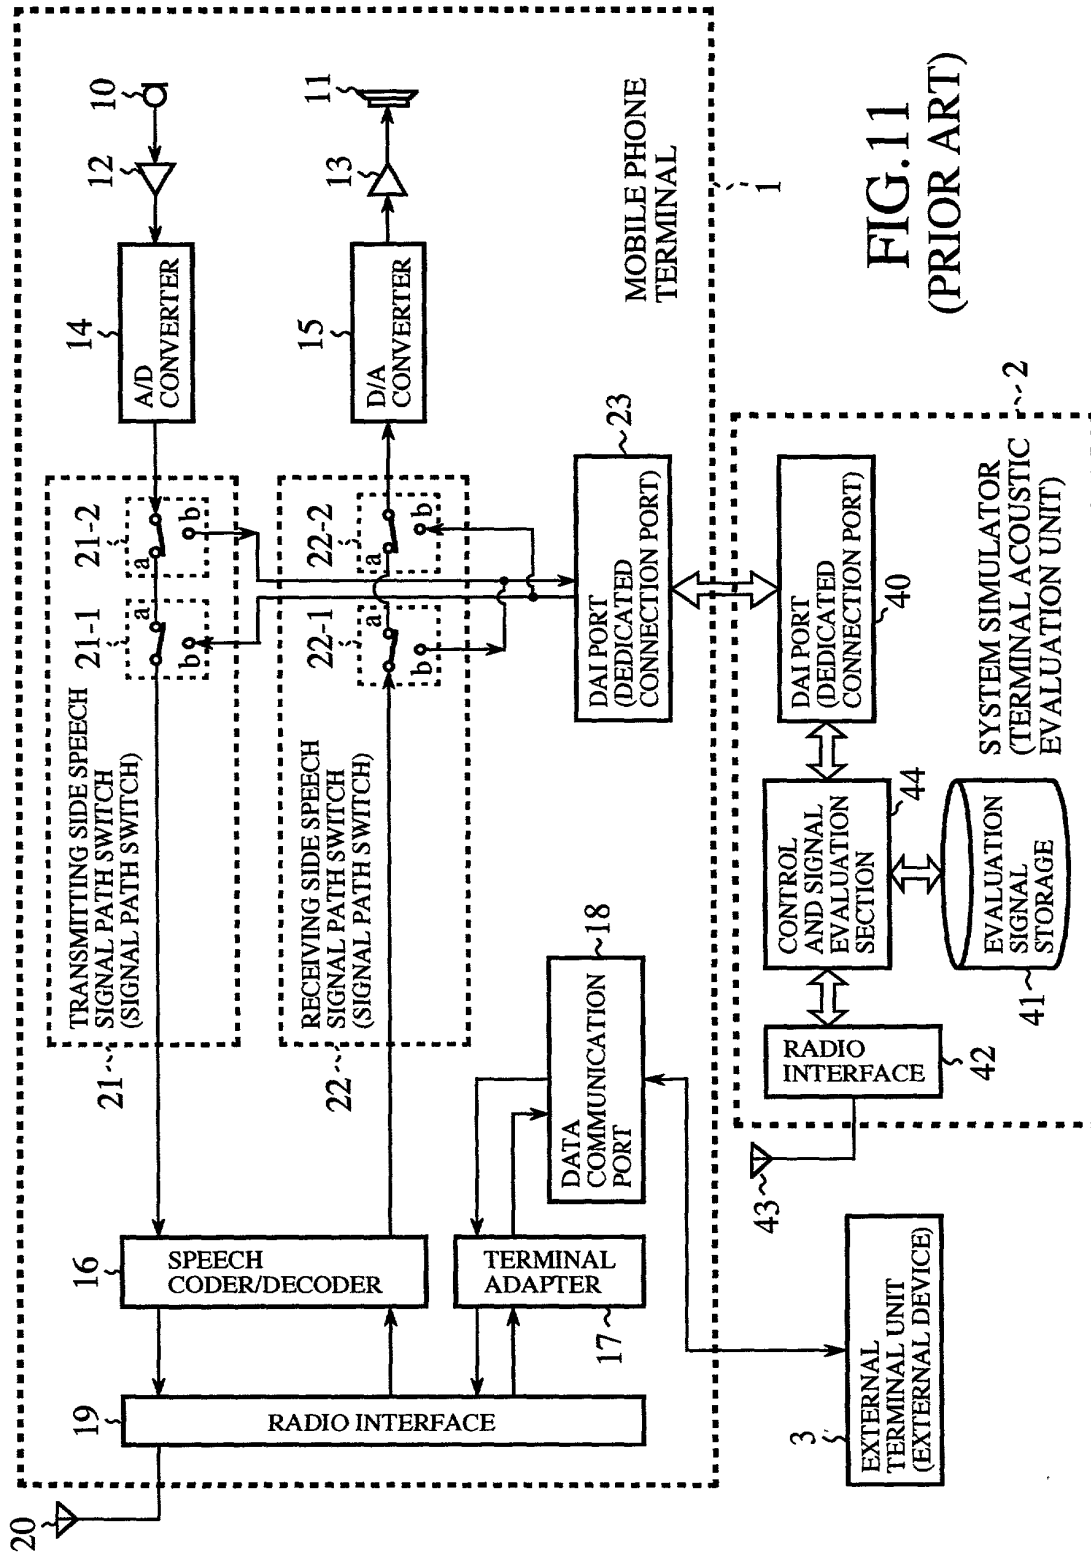 20
19
RADIO INTERFACE
16
SPEECH
CODER/DECODER
TERMINAL
ADAPTER
17
21
TRANSMITTING SIDE SPEECH
SIGNAL PATH SWITCH
(SIGNAL PATH SWITCH)
21-1
a
b
21-2
a
b
14
A/D
CONVERTER
12
10
22
RECEIVING SIDE SPEECH
SIGNAL PATH SWITCH
(SIGNAL PATH SWITCH)
22-1
a
b
22-2
a
b
15
D/A
CONVERTER
13
11
DATA
COMMUNICATION
PORT
18
DAI PORT
(DEDICATED
CONNECTION PORT)
23
MOBILE PHONE
TERMINAL
1
3
EXTERNAL
TERMINAL UNIT
(EXTERNAL DEVICE)
43
RADIO
INTERFACE
42
CONTROL
AND SIGNAL
EVALUATION
SECTION
44
DAI PORT
(DEDICATED
CONNECTION PORT)
40
41
EVALUATION
SIGNAL
STORAGE
SYSTEM SIMULATOR
(TERMINAL ACOUSTIC
EVALUATION UNIT)
2
FIG.11
(PRIOR ART)